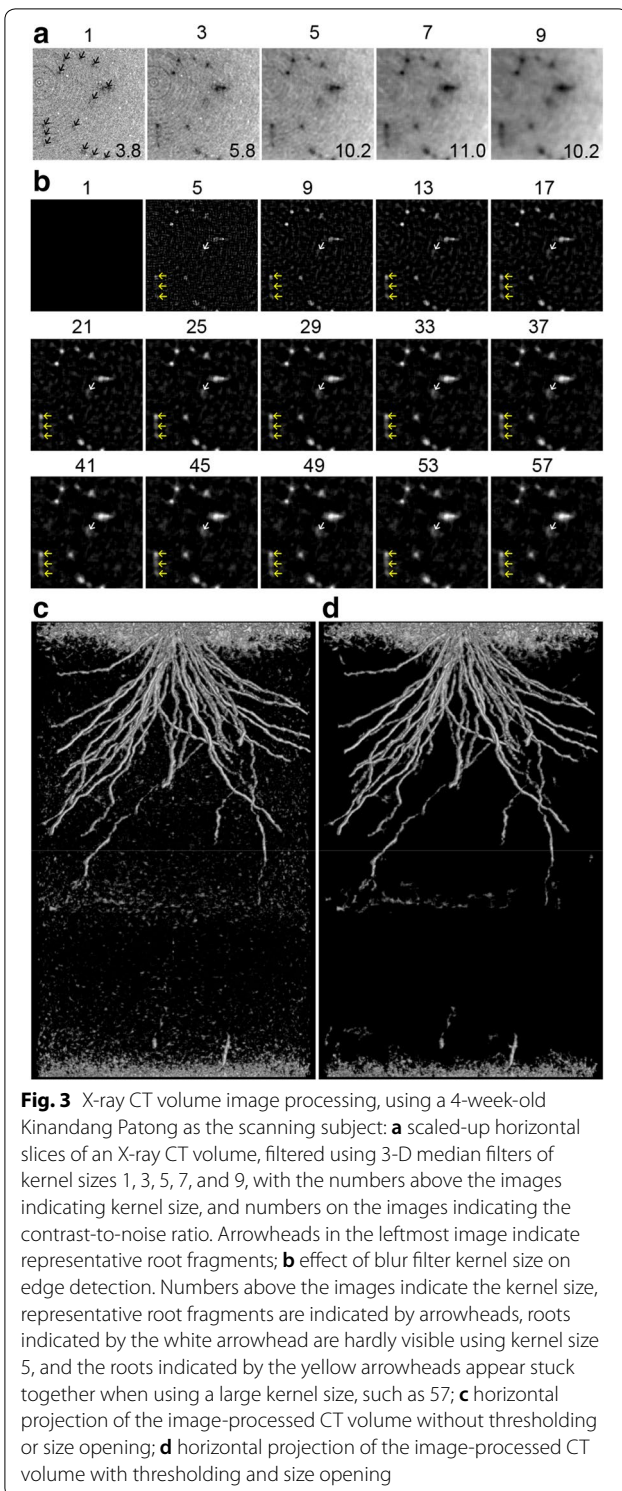 a
1 3 5 7 9
3.8 5.8 10.2 11.0 10.2
b
1 5 9 13 17
21 25 29 33 37
41 45 49 53 57
c d
Fig. 3 X-ray CT volume image processing, using a 4-week-old
Kinandang Patong as the scanning subject: a scaled-up horizontal
slices of an X-ray CT volume, filtered using 3-D median filters of
kernel sizes 1, 3, 5, 7, and 9, with the numbers above the images
indicating kernel size, and numbers on the images indicating the
contrast-to-noise ratio. Arrowheads in the leftmost image indicate
representative root fragments; b effect of blur filter kernel size on
edge detection. Numbers above the images indicate the kernel size,
representative root fragments are indicated by arrowheads, roots
indicated by the white arrowhead are hardly visible using kernel size
5, and the roots indicated by the yellow arrowheads appear stuck
together when using a large kernel size, such as 57; c horizontal
projection of the image-processed CT volume without thresholding
or size opening; d horizontal projection of the image-processed CT
volume with thresholding and size opening